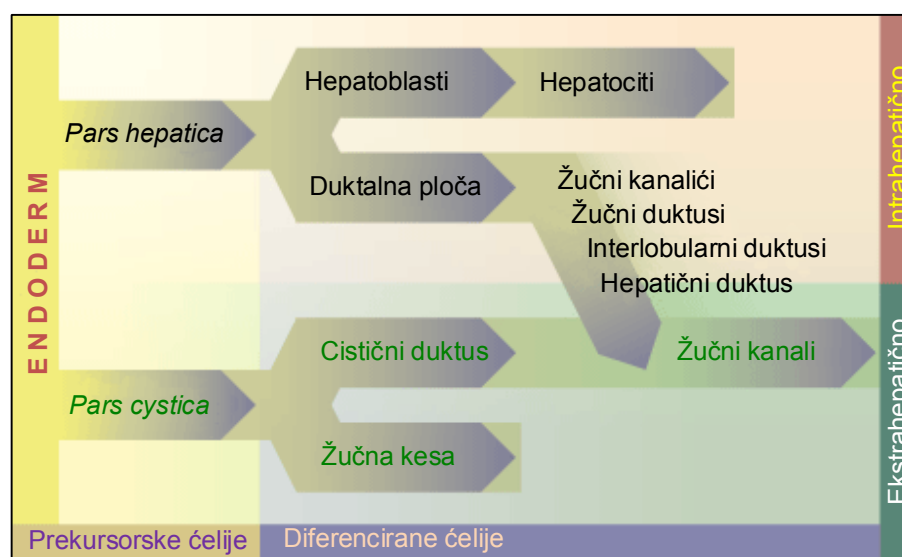 ENDODERM
Pars hepatica
Hepatoblasti
Hepatociti
Duktalna ploča
Žučni kanalići
Žučni duktusi
Interlobularni duktusi
Hepatični duktus
Intrahepatično
Pars cystica
Cistični duktus
Žučni kanali
Žučna kesa
Ekstrahepatično
Prekursorske ćelije
Diferencirane ćelije